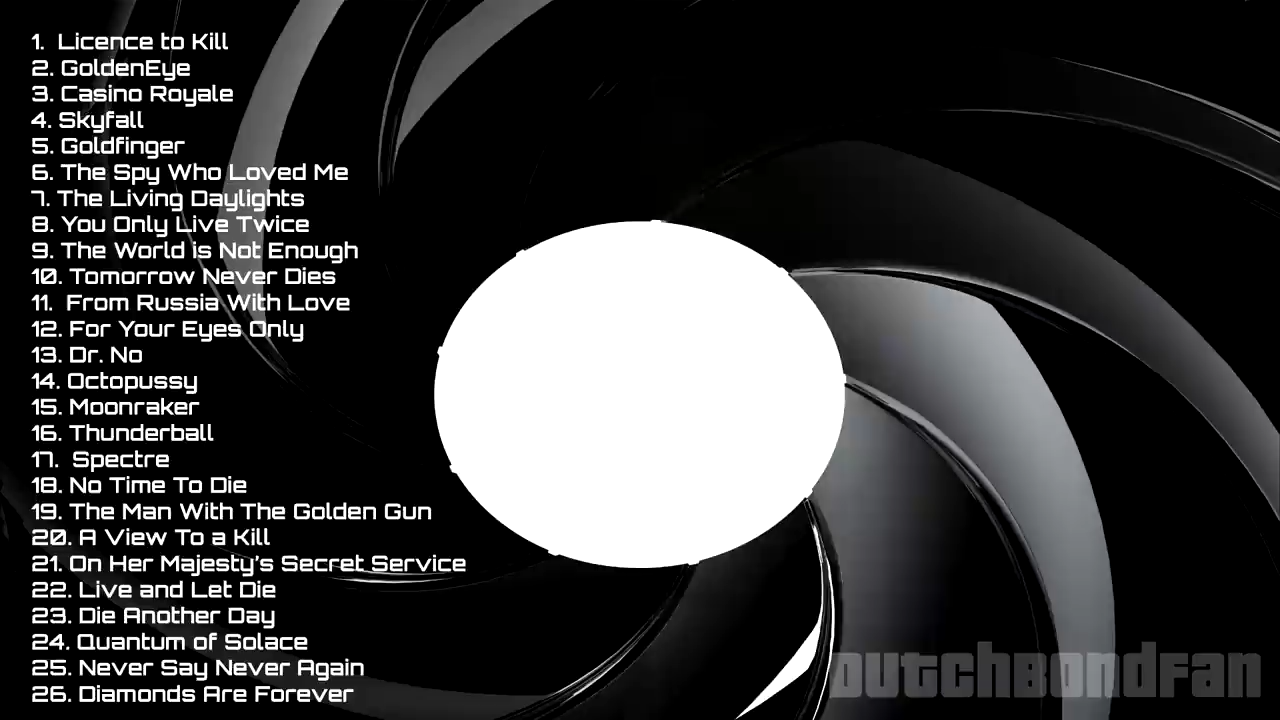 1. Licence to Kill
2. GoldenEye
3. Casino Royale
4. Skyfall
5. Goldfinger
6. The Spy Who Loved Me
7. The Living Daylights
8. You Only Live Twice
9. The World is Not Enough
10. Tomorrow Never Dies
11. From Russia With Love
12. For Your Eyes Only
13. Dr. No
14. Octopussy
15. Moonraker
16. Thunderball
17. Spectre
18. No Time To Die
19. The Man With The Golden Gun
20. A View To a Kill
21. On Her Majesty's Secret Service
22. Live and Let Die
23. Die Another Day
24. Quantum of Solace
25. Never Say Never Again
26. Diamonds Are Forever
DUTCHBONDFAN